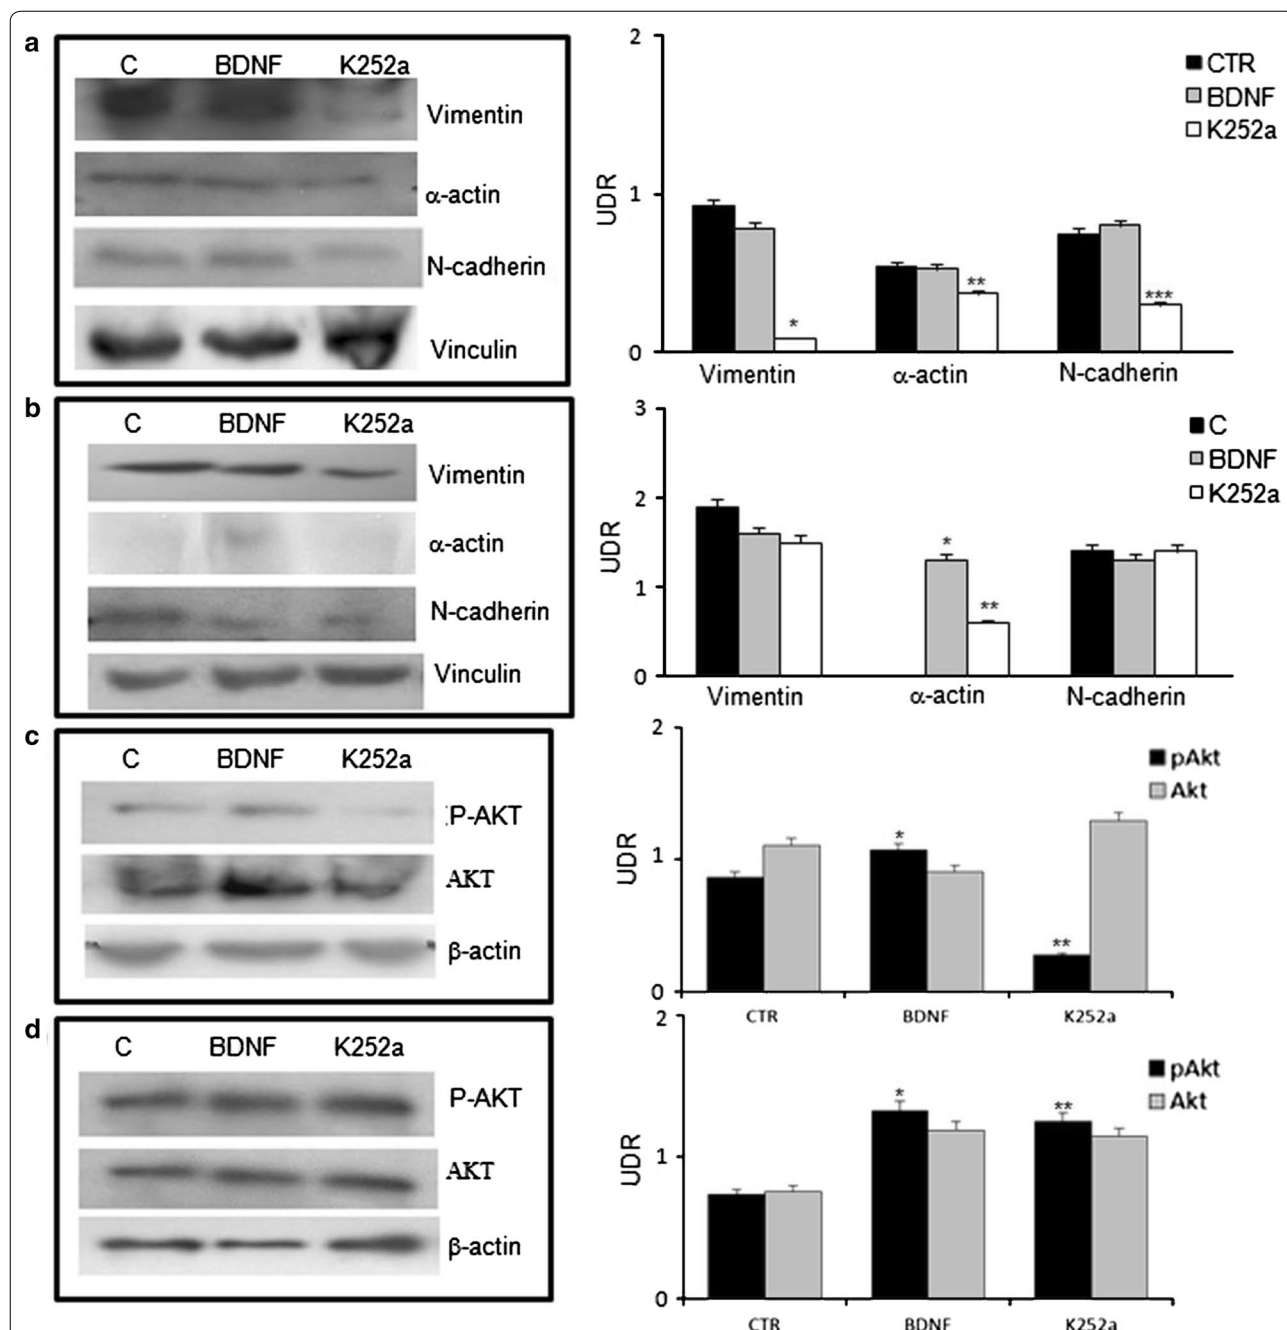 a
C BDNF K252a
Vimentin
α-actin
N-cadherin
Vinculin
2
1
0
UDR
CTR
BDNF
K252a
*
**
***
Vimentin α-actin N-cadherin
b
C BDNF K252a
Vimentin
α-actin
N-cadherin
Vinculin
3
2
1
0
UDR
C
BDNF
K252a
*
**
Vimentin α-actin N-cadherin
c
C BDNF K252a
P-AKT
AKT
β-actin
2
1
0
UDR
pAkt
Akt
*
**
CTR BDNF K252a
d
C BDNF K252a
P-AKT
AKT
β-actin
2
1
0
UDR
pAkt
Akt
*
**
CTR BDNF K252a